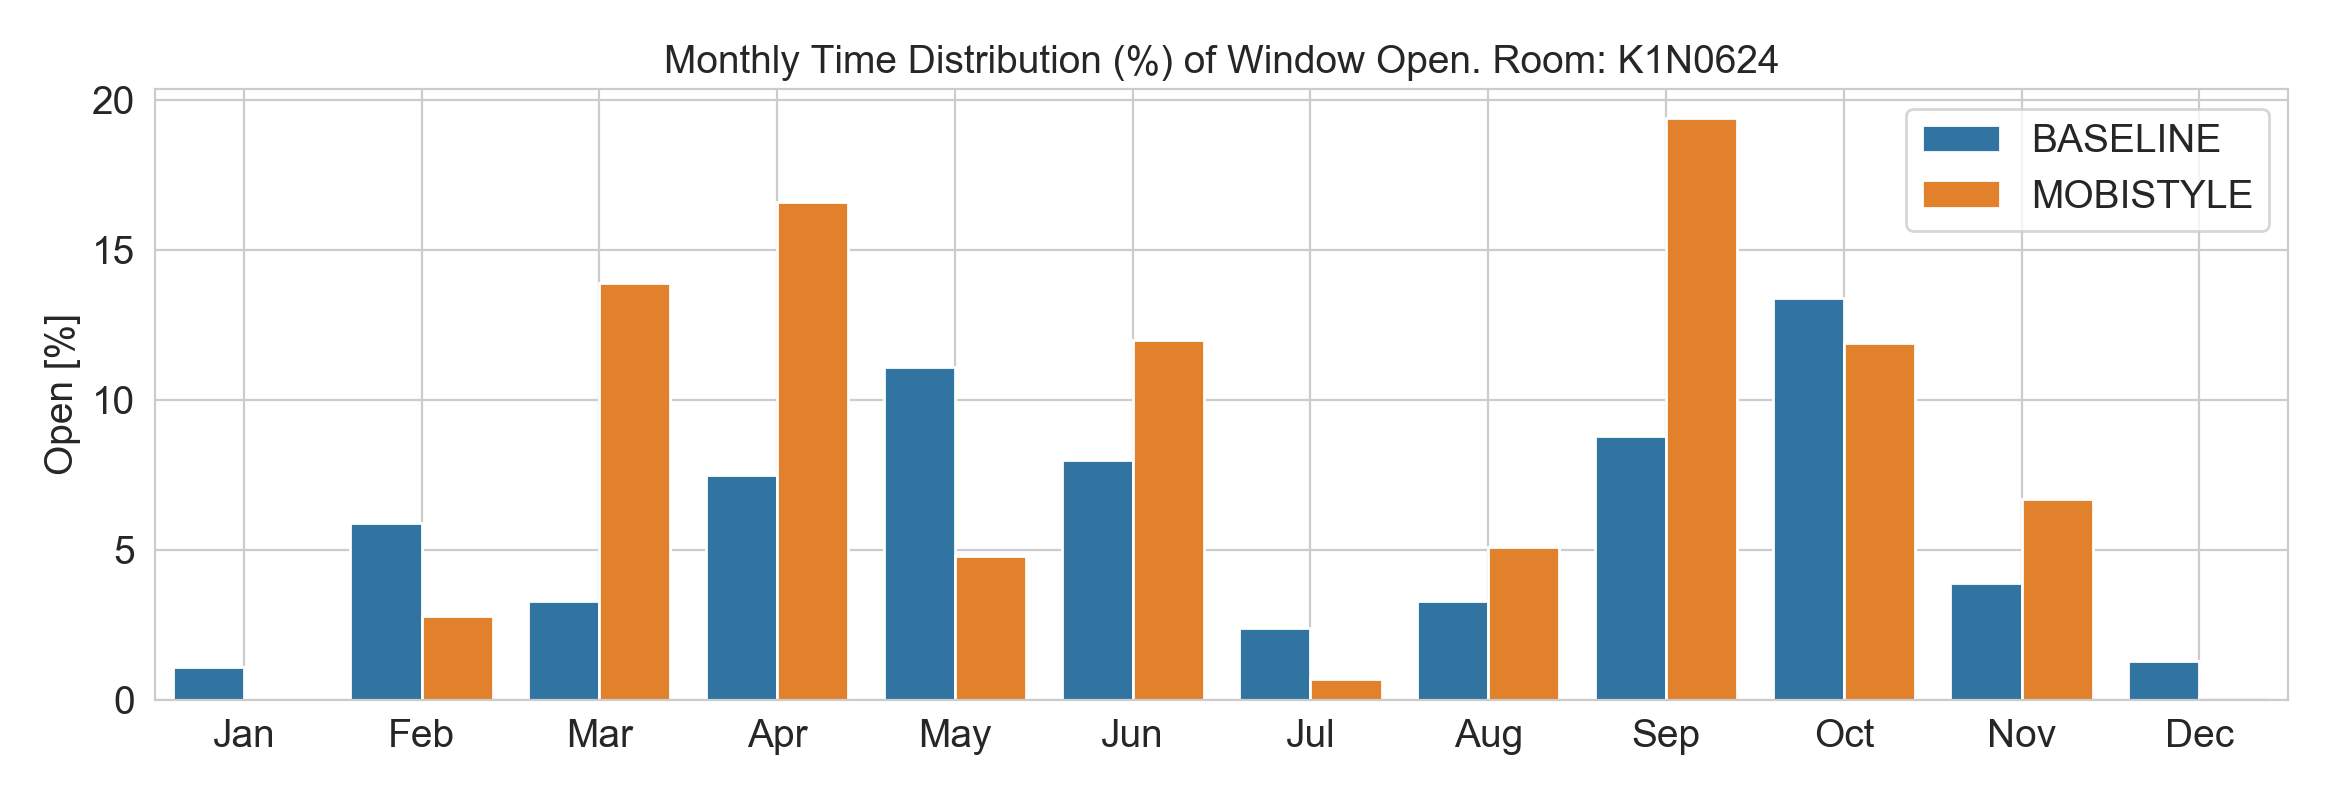 Monthly Time Distribution (%) of Window Open. Room: K1N0624
20
15
10
5
0
Open [%]
BASELINE
MOBISTYLE
Jan Feb Mar Apr May Jun Jul Aug Sep Oct Nov Dec